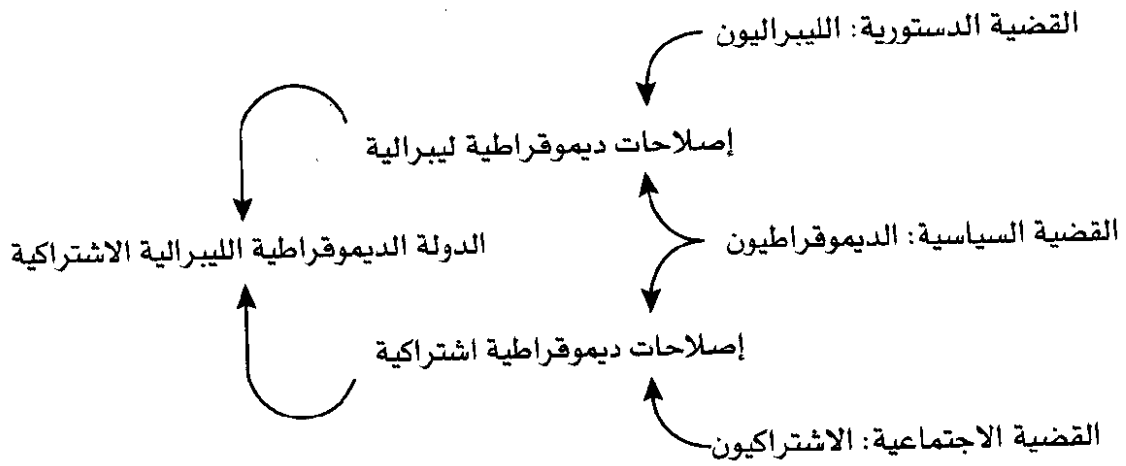 القضية الدستورية: الليبراليون
إصلاحات ديموقراطية ليبرالية
القضية السياسية: الديموقراطيون
الدولة الديموقراطية الليبرالية الاشتراكية
إصلاحات ديموقراطية اشتراكية
القضية الاجتماعية: الاشتراكيون